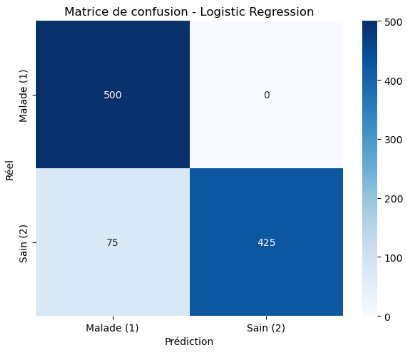 Matrice de confusion - Logistic Regression
Malade (1)
500
0
Réel
Sain (2)
75
425
Malade (1)
Sain (2)
Prédiction
500
400
300
200
100
0